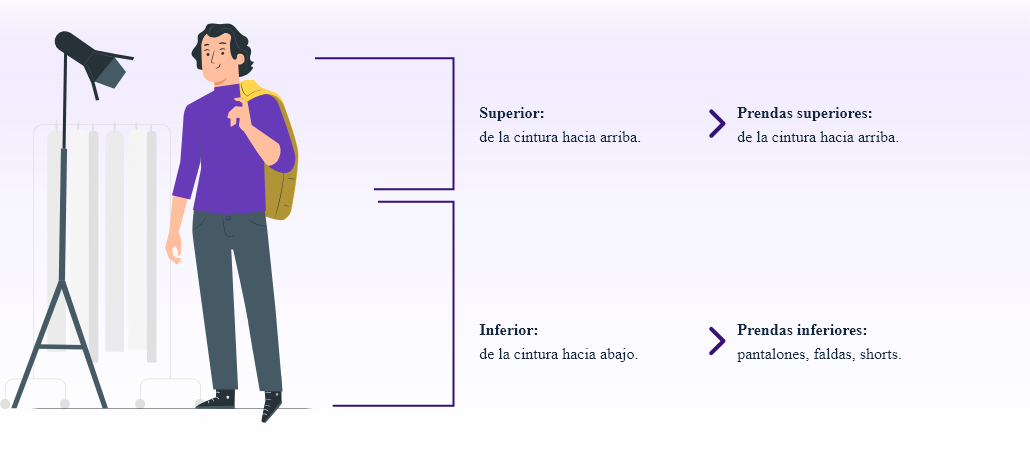 Superior:
de la cintura hacia arriba.
Prendas superiores:
de la cintura hacia arriba.
Inferior:
de la cintura hacia abajo.
Prendas inferiores:
pantalones, faldas, shorts.